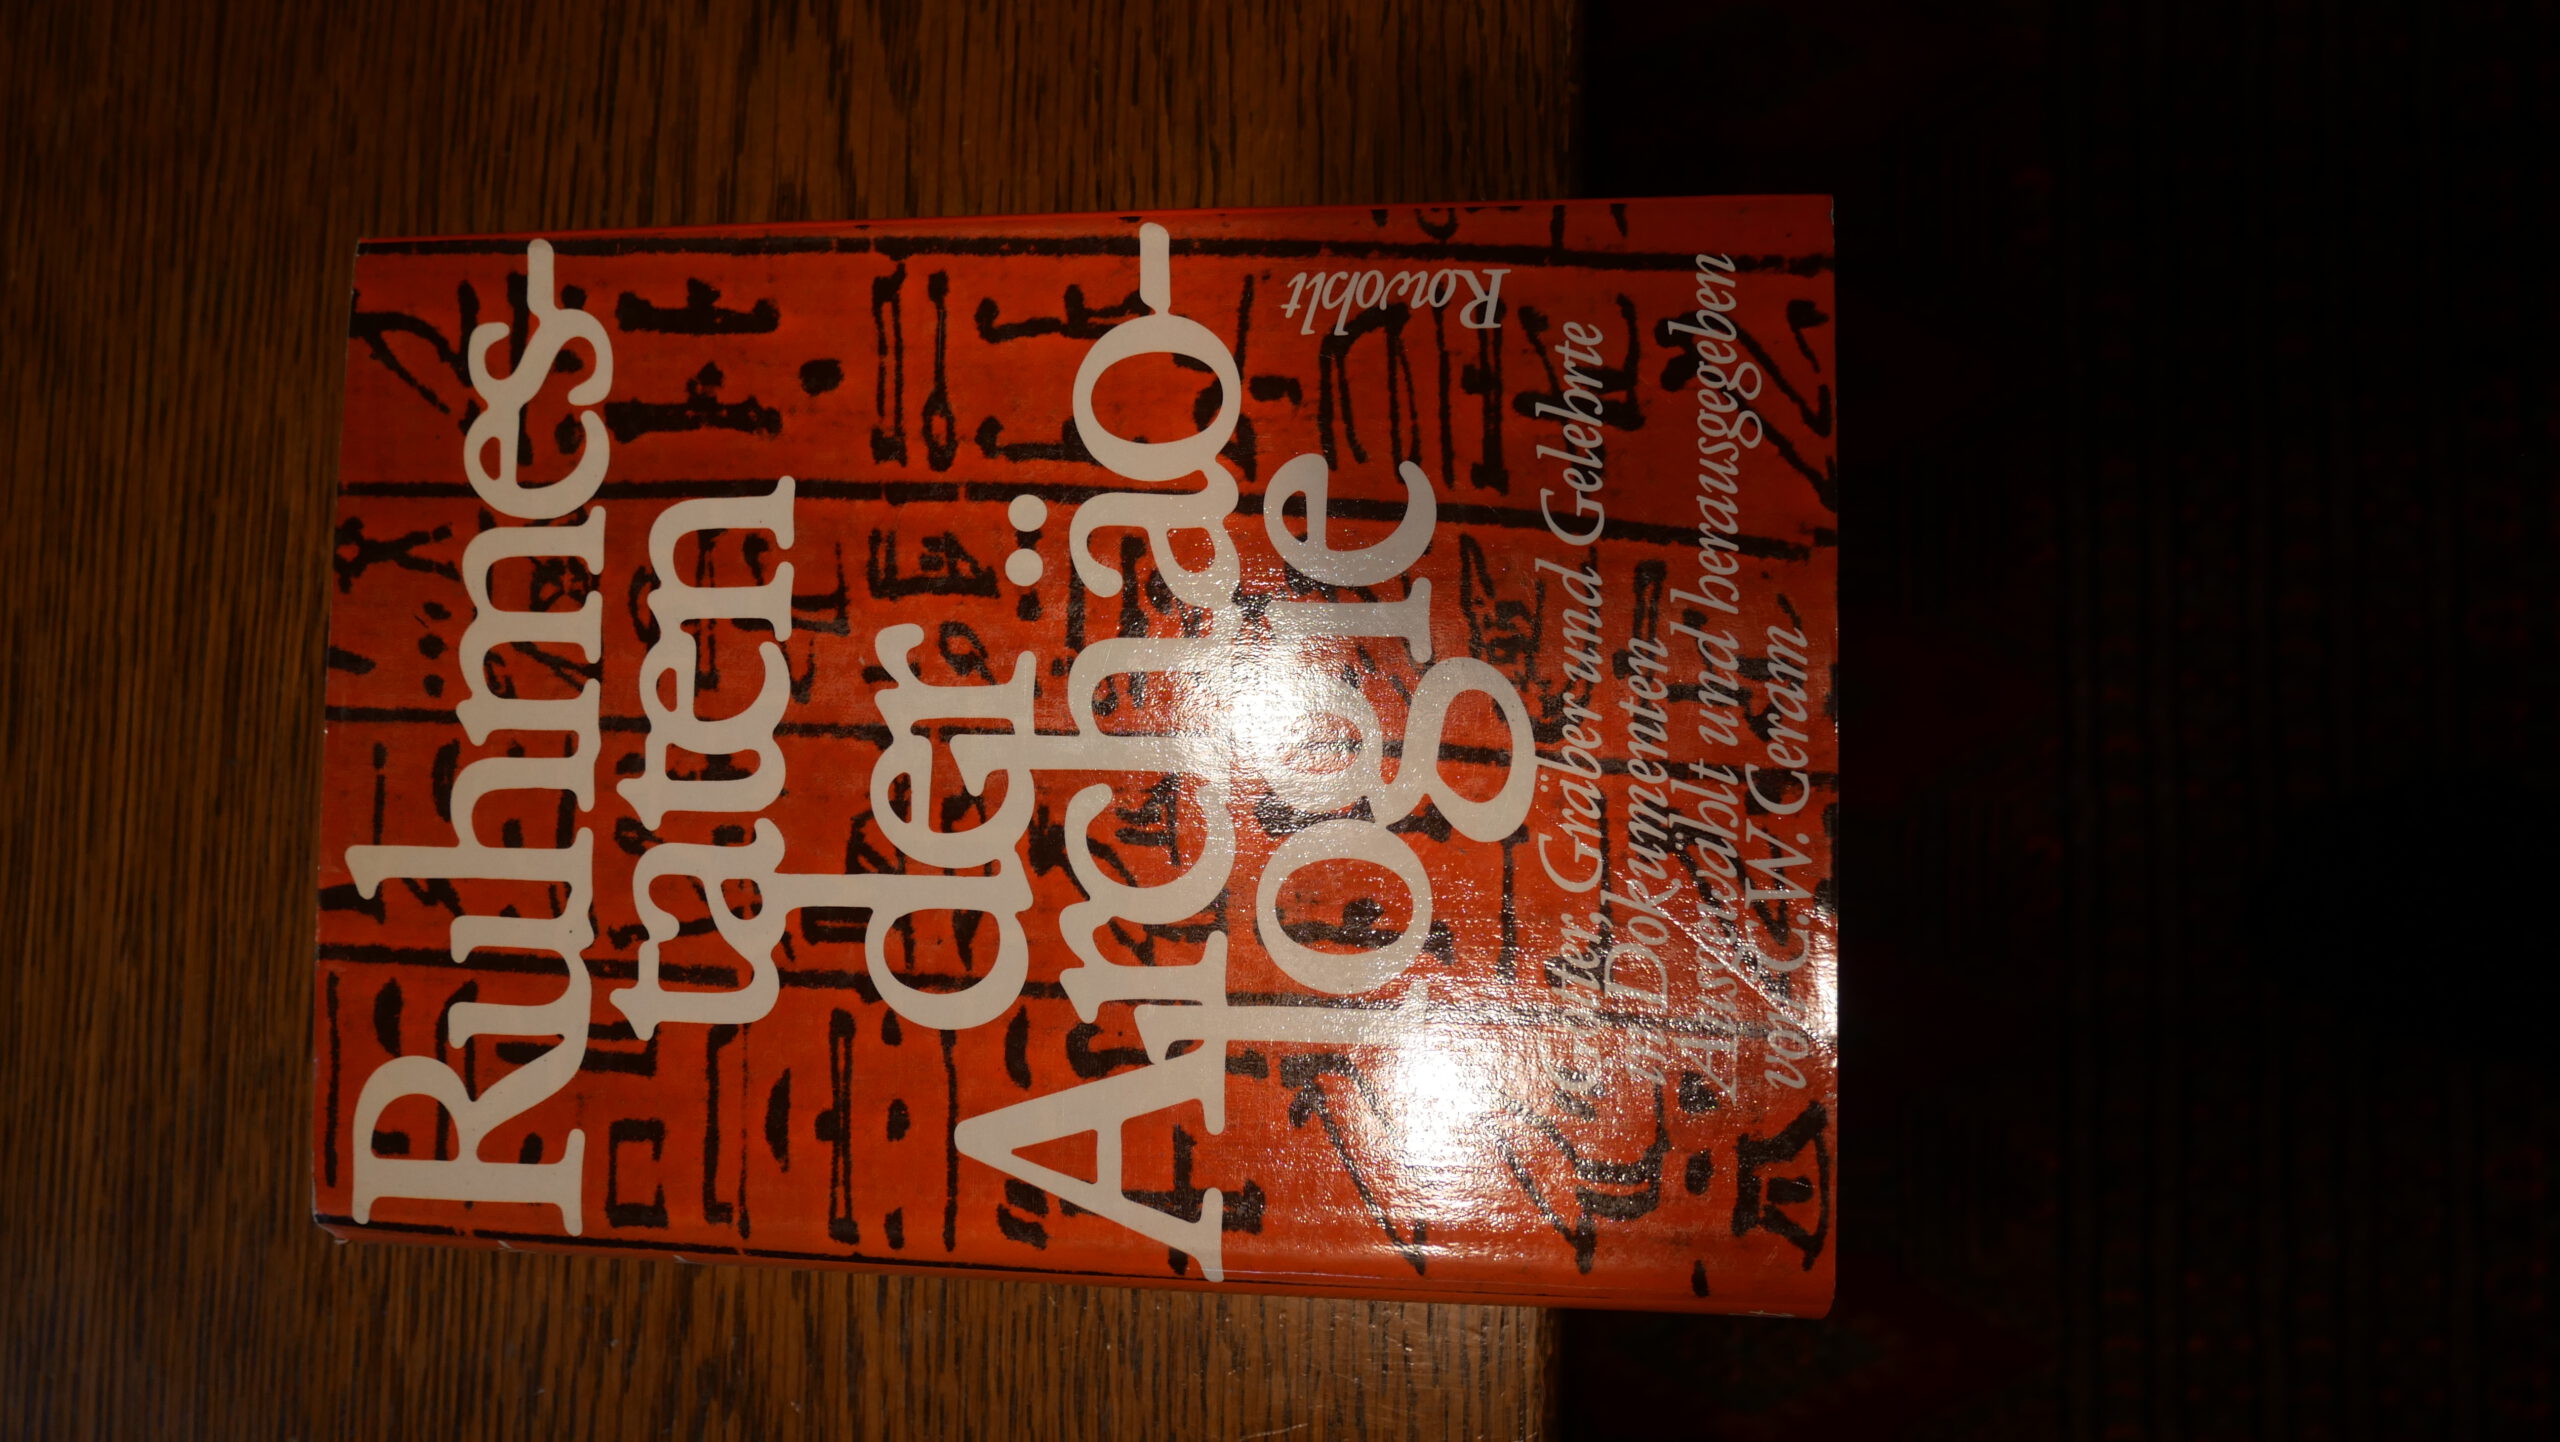 Ruhmes-
taten
der
Archäo-
logie
Rowohlt
Götter, Gräber und Gelehrte
in Dokumenten
Ausgewählt und herausgegeben
von C. W. Ceram